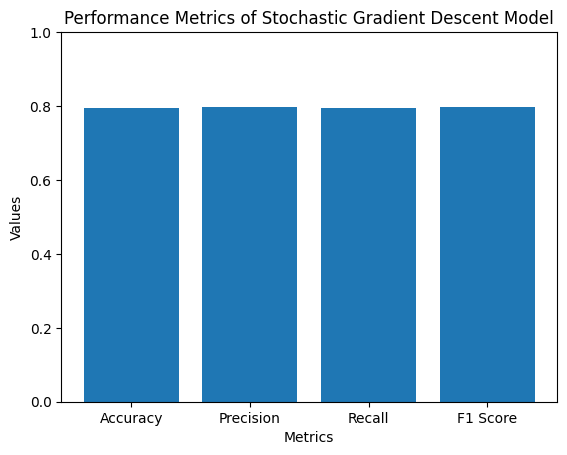 Performance Metrics of Stochastic Gradient Descent Model
1.0
0.8
0.6
0.4
0.2
0.0
Values
Accuracy Precision Recall F1 Score
Metrics